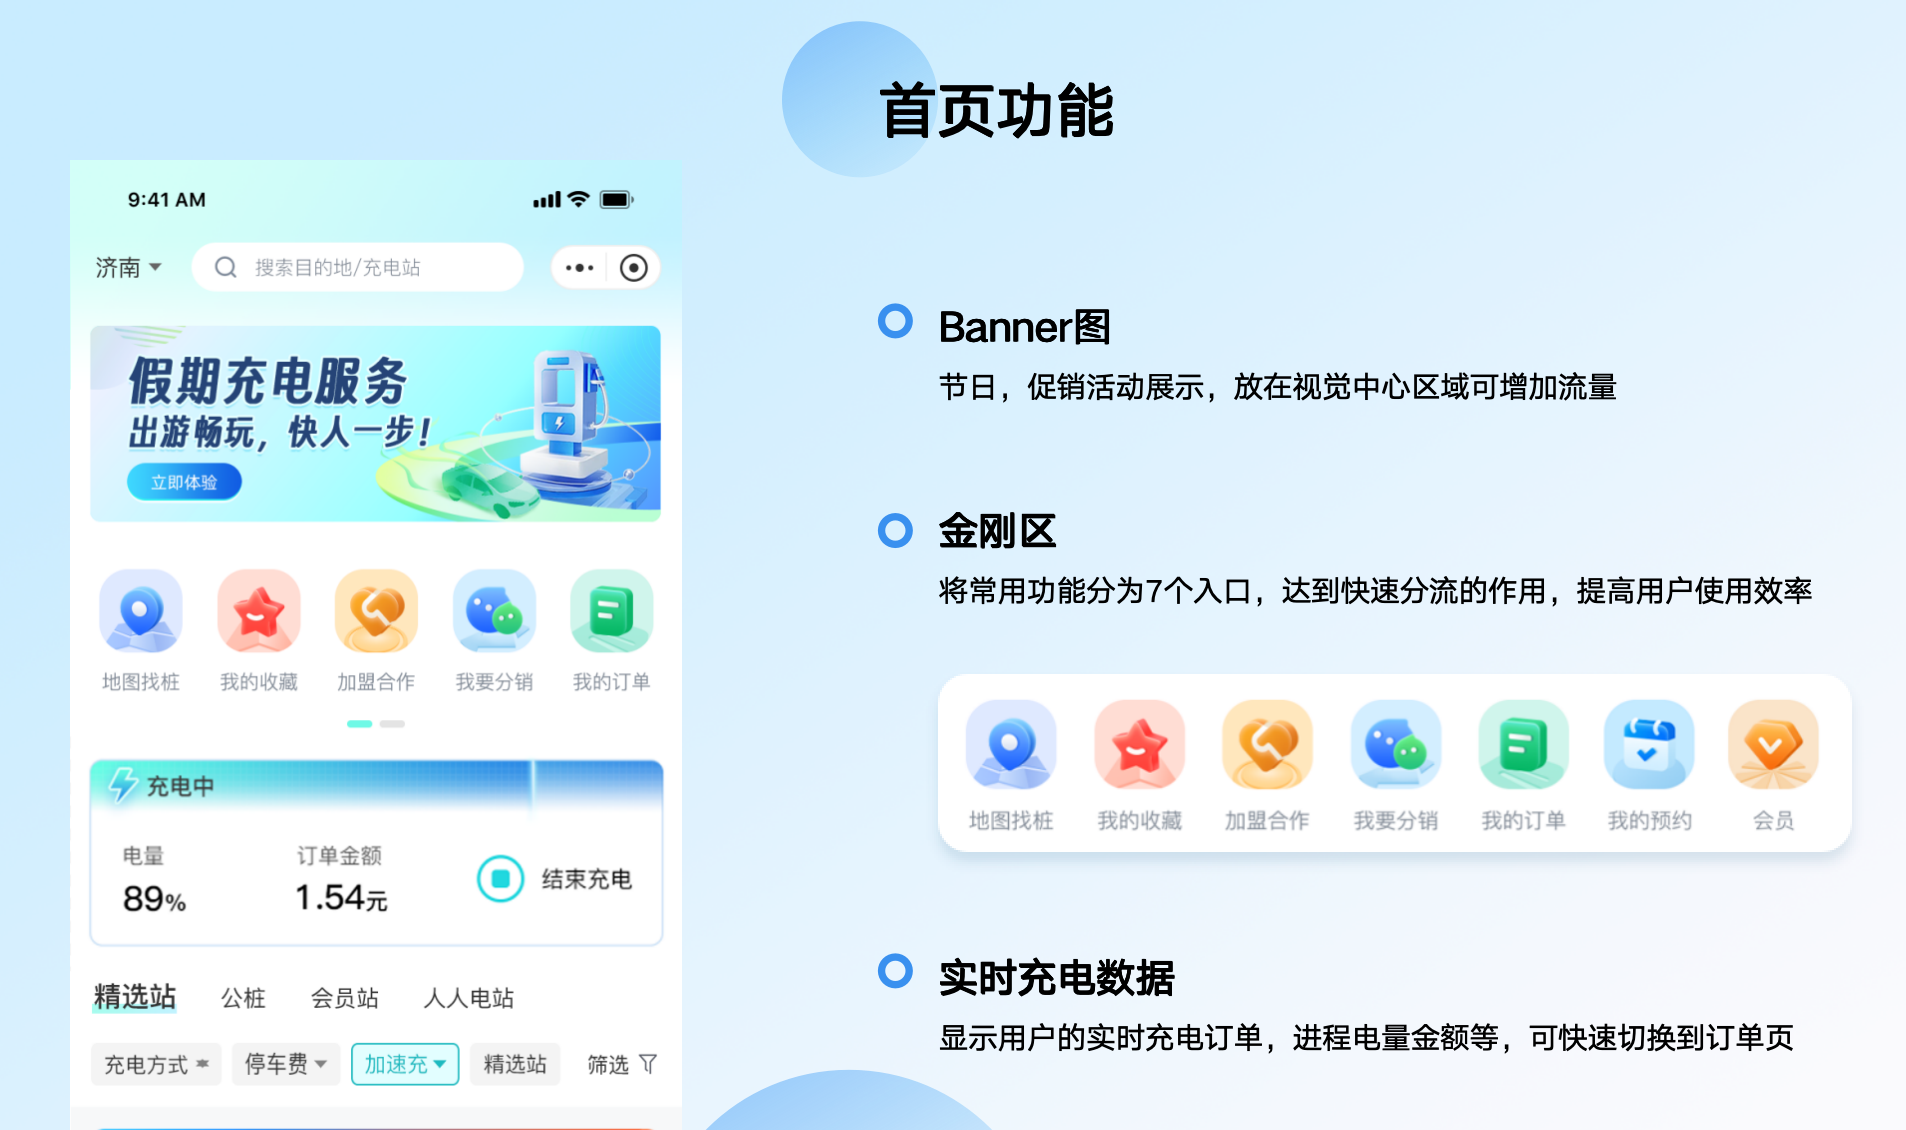 首页功能
9:41 AM
济南
搜索目的地/充电站
假期充电服务
出游畅玩，快人一步！
立即体验
地图找桩 我的收藏 加盟合作 我要分销 我的订单
充电中
电量 订单金额
89% 1.54元 结束充电
精选站 公桩 会员站 人人电站
充电方式 停车费 加速充 精选站 筛选
Banner图
节日，促销活动展示，放在视觉中心区域可增加流量
金刚区
将常用功能分为7个入口，达到快速分流的作用，提高用户使用效率
地图找桩 我的收藏 加盟合作 我要分销 我的订单 我的预约 会员
实时充电数据
显示用户的实时充电订单，进程电量金额等，可快速切换到订单页